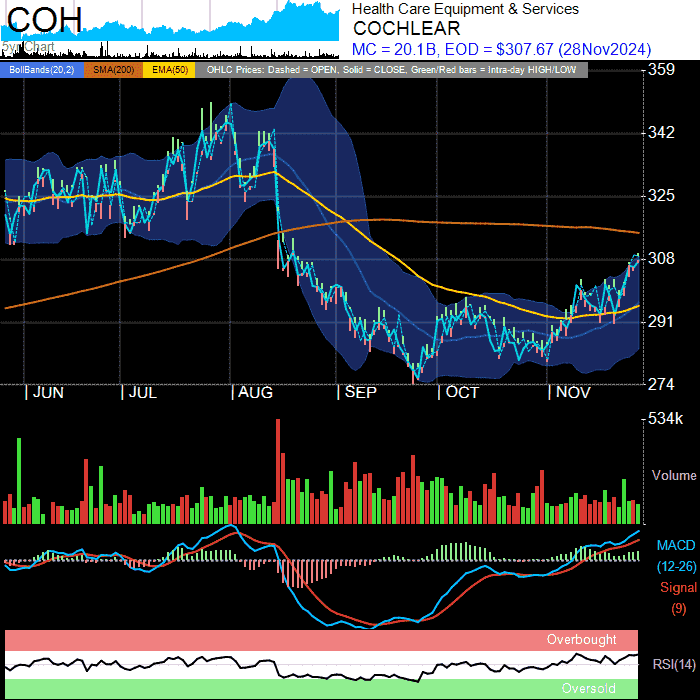 COH
5yr Chart
Health Care Equipment & Services
COCHLEAR
MC = 20.1B, EOD = $307.67 (28Nov2024)
BollBands(20,2) SMA(200) EMA(50) OHLC Prices: Dashed = OPEN, Solid = CLOSE, Green/Red bars = Intra-day HIGH/LOW
359
342
325
308
291
274
| JUN | JUL | AUG | SEP | OCT | NOV
534k
Volume
MACD
(12-26)
Signal
(9)
Overbought
RSI(14)
Oversold